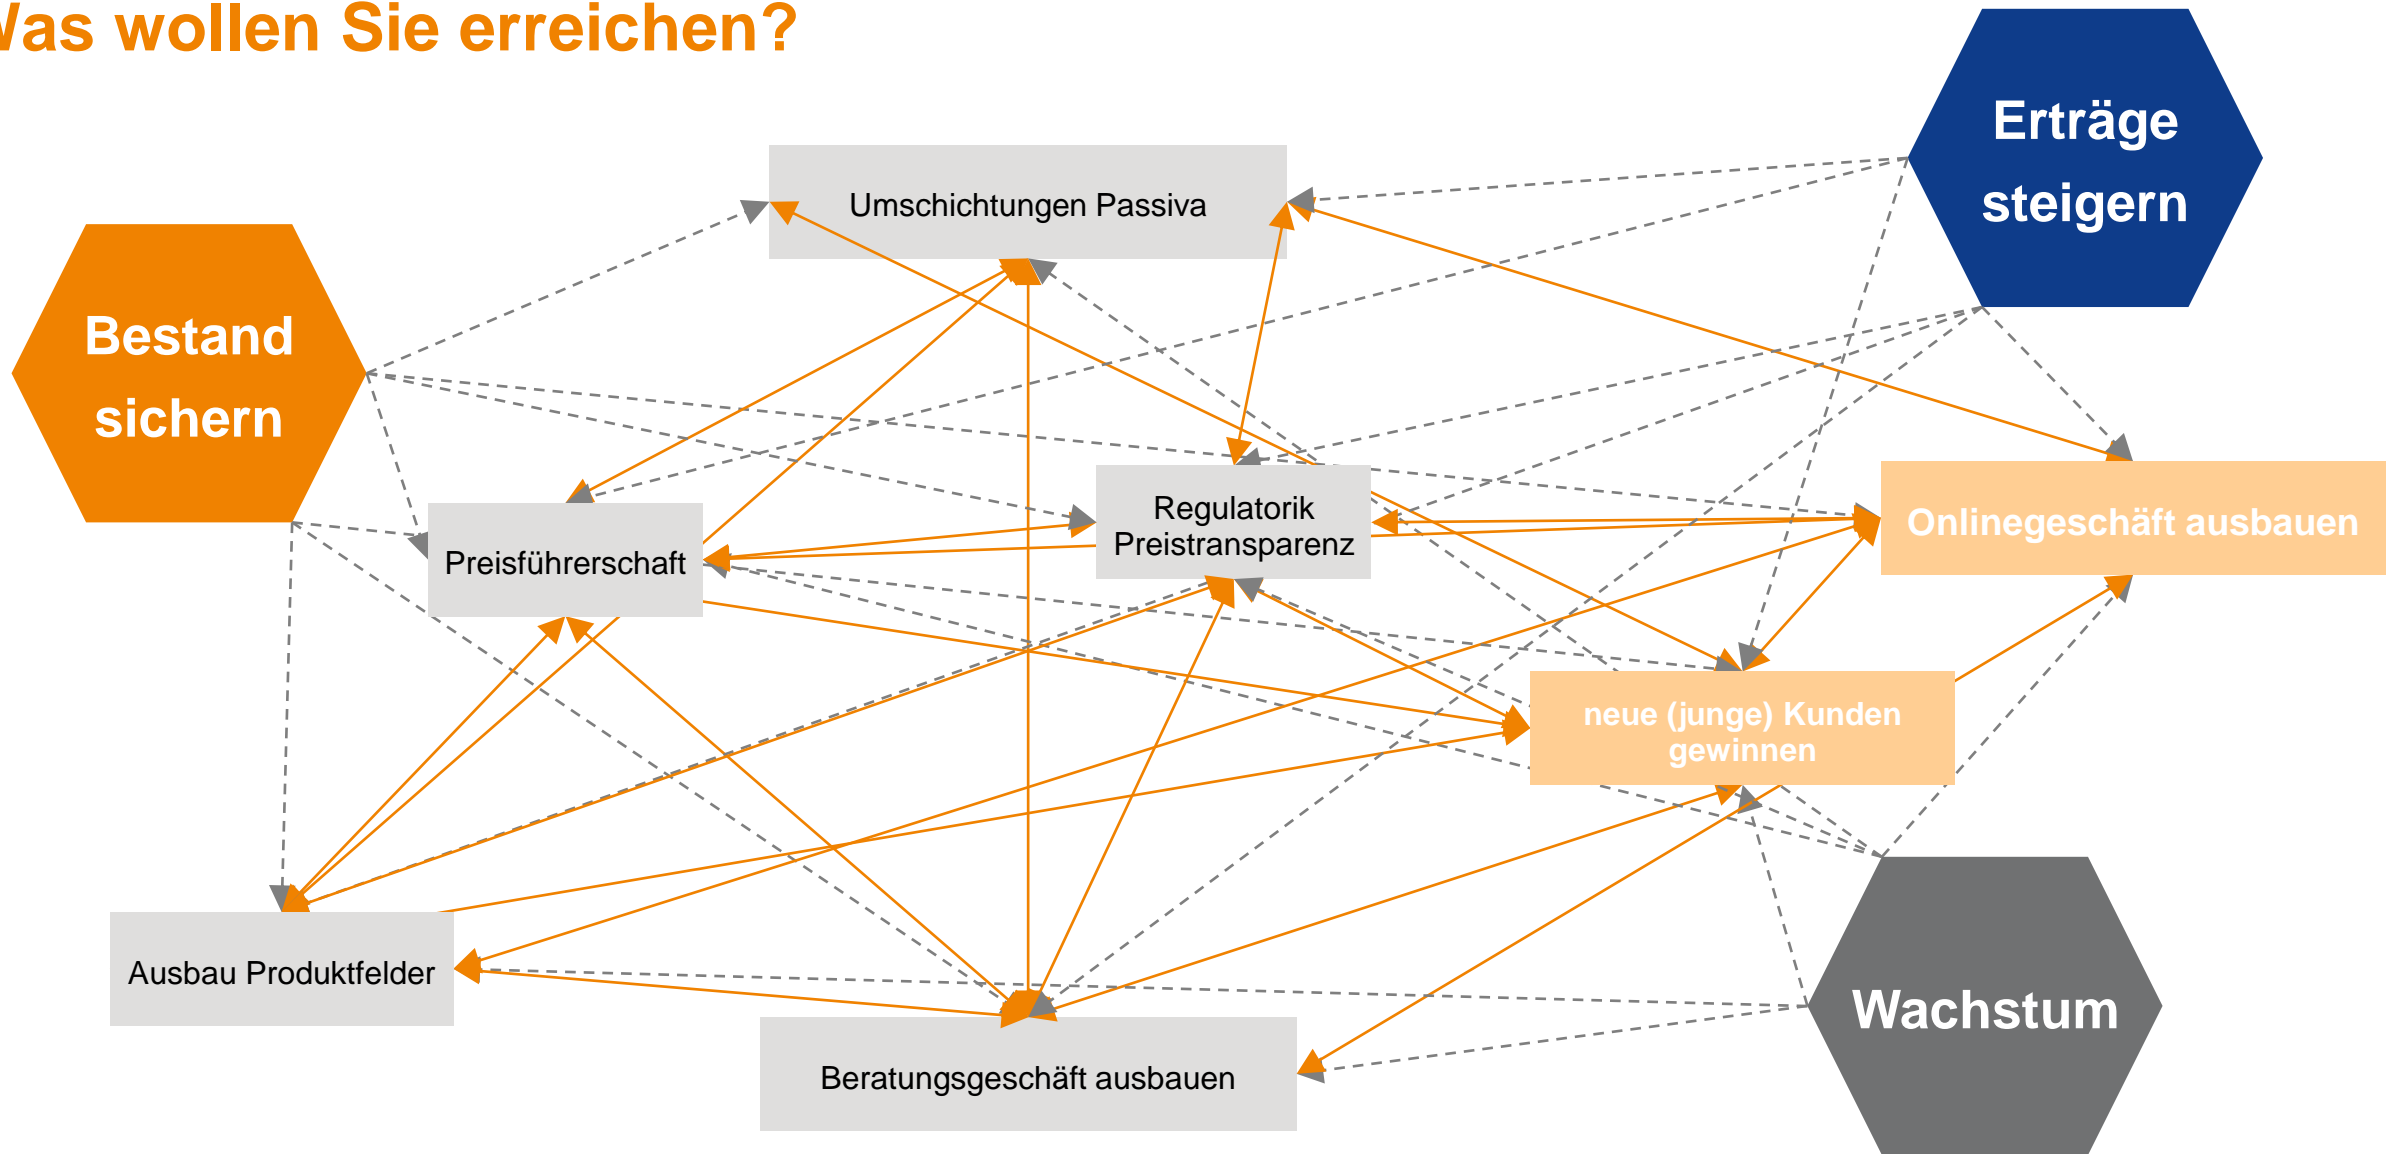 Was wollen Sie erreichen?
Erträge
steigern
Umschichtungen Passiva
Bestand
sichern
Regulatorik
Preistransparenz
Onlinegeschäft ausbauen
Preisführerschaft
neue (junge) Kunden
gewinnen
Ausbau Produktfelder
Wachstum
Beratungsgeschäft ausbauen